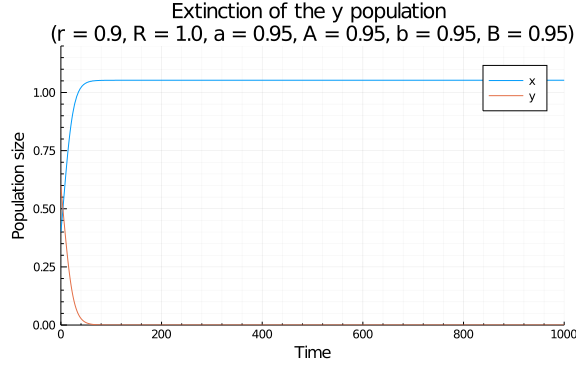 Extinction of the y population
(r = 0.9, R = 1.0, a = 0.95, A = 0.95, b = 0.95, B = 0.95)
1.00
0.75
0.50
0.25
0.00
Population size
x
y
0 200 400 600 800 1000
Time